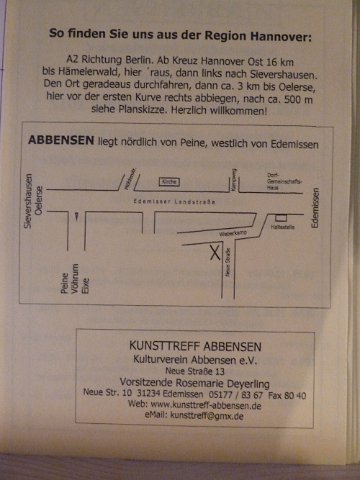 So finden Sie uns aus der Region Hannover:
A2 Richtung Berlin. Ab Kreuz Hannover Ost 16 km
bis Hämelerwald, hier ´raus, dann links nach Sievershausen.
Den Ort geradeaus durchfahren, dann ca. 3 km bis Oelerse,
hier vor der ersten Kurve rechts abbiegen, nach ca. 500 m
siehe Planskizze. Herzlich willkommen!
ABBENSEN liegt nördlich von Peine, westlich von Edemissen
Sievershausen
Oelerse
Kirche
Kampweg
Dorf-
Gemeinschafts-
Haus
Edemisser Landstraße
Edemissen
Haltestelle
Wieberkamp
X
Neue Straße
Peine
Vöhrum
Eixe
KUNSTTREFF ABBENSEN
Kulturverein Abbensen e.V.
Neue Straße 13
Vorsitzende Rosemarie Deyerling
Neue Str. 10 31234 Edemissen 05177 / 83 67 Fax 80 40
Web: www.kunsttreff-abbensen.de
eMail: kunsttreff@gmx.de